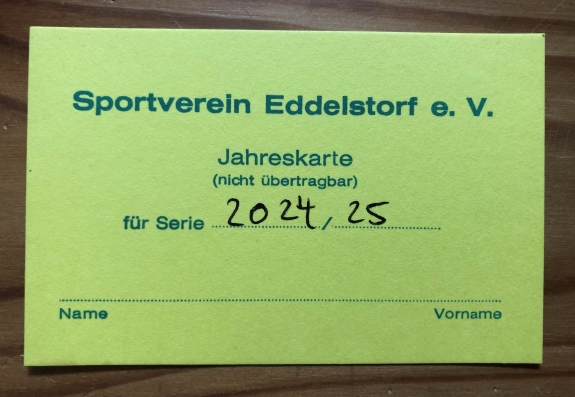 Sportverein Eddelstorf e. V.
Jahreskarte
(nicht übertragbar)
für Serie 2024/25
Name Vorname